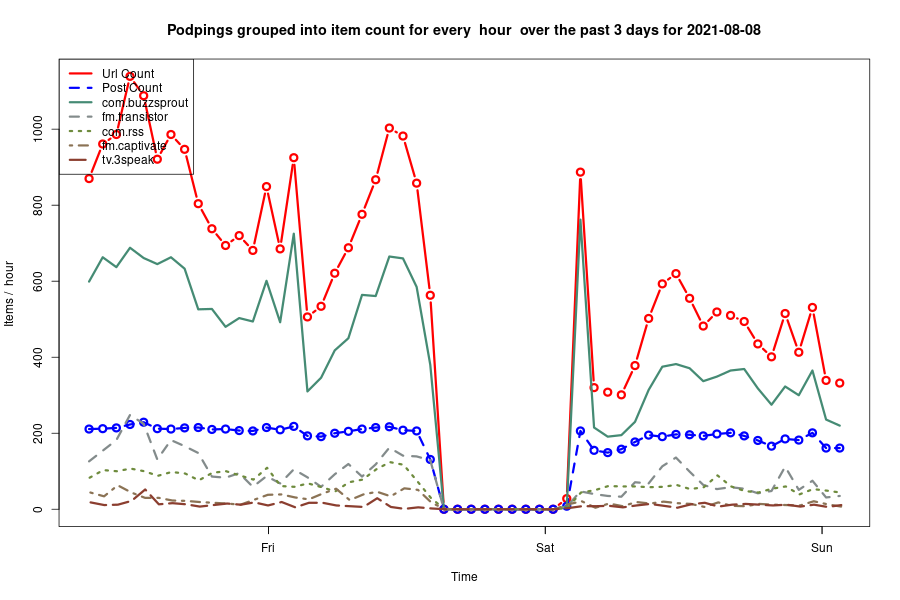 Podpings grouped into item count for every  hour  over the past 3 days for 2021-08-08
Url Count
Post Count
com.buzzsprout
fm.transistor
com.rss
fm.captivate
tv.3speak
Items /  hour
1000
800
600
400
200
0
Fri
Sat
Sun
Time